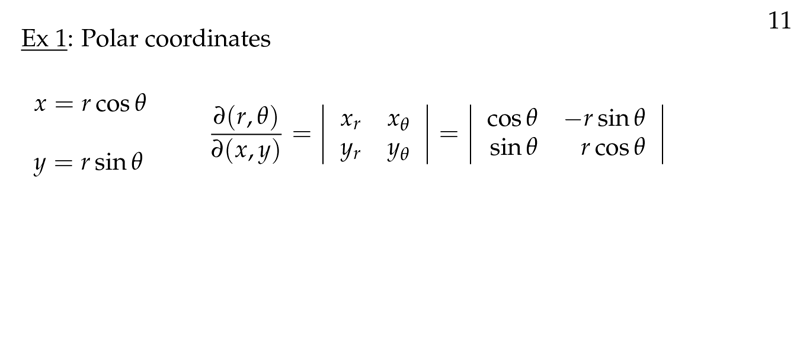 11
Ex 1: Polar coordinates
x = r cos θ
∂(r, θ)/∂(x, y) = | x_r x_θ ; y_r y_θ | = | cos θ −r sin θ ; sin θ r cos θ |
y = r sin θ